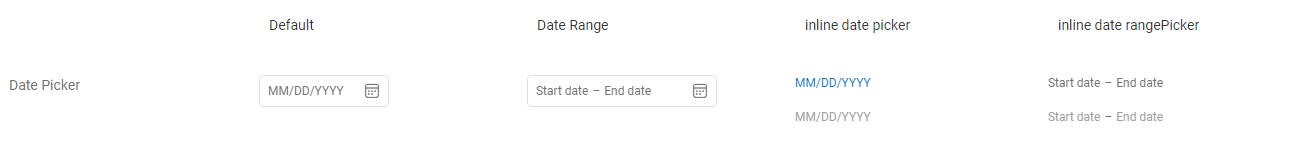 Default Date Range inline date picker inline date rangePicker
Date Picker MM/DD/YYYY Start date – End date MM/DD/YYYY Start date – End date
MM/DD/YYYY Start date – End date